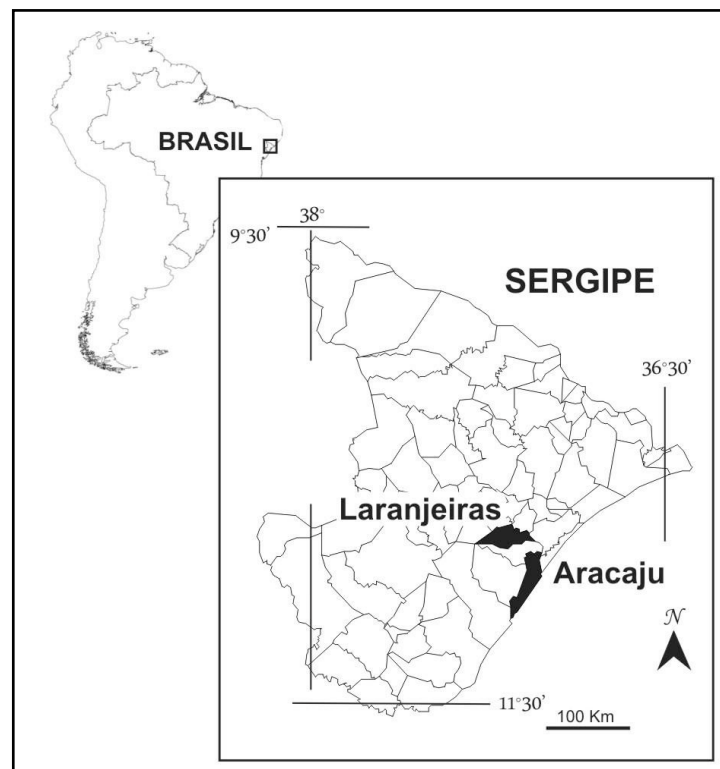 BRASIL
38°
9°30'
SERGIPE
36°30'
Laranjeiras
Aracaju
N
11°30'
100 Km